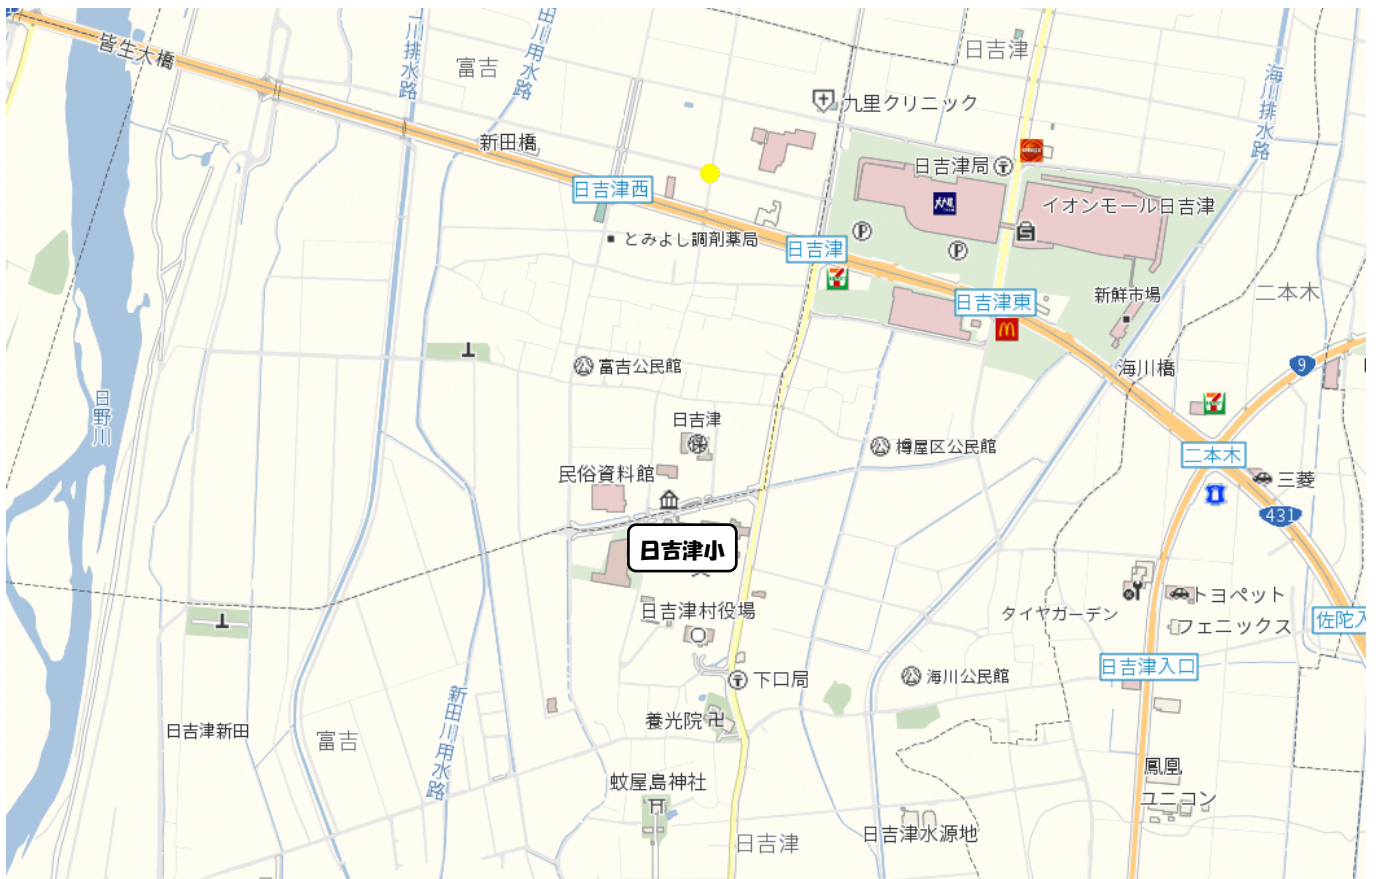 皆生大橋
川排水路
田川用水路
富吉
日吉津
海川排水路
九里クリニック
新田橋
日吉津局
日吉津西
イオンモール日吉津
とみよし調剤薬局
日吉津
日吉津東
新鮮市場
二本木
富吉公民館
海川橋
9
日野川
日吉津
樽屋区公民館
二本木
民俗資料館
三菱
431
日吉津小
日吉津村役場
タイヤガーデン
トヨペット
フェニックス
佐陀入
日吉津入口
下口局
海川公民館
新田川用水路
養光院
日吉津新田
富吉
蚊屋島神社
鳳凰
ユニコン
日吉津水源地
日吉津